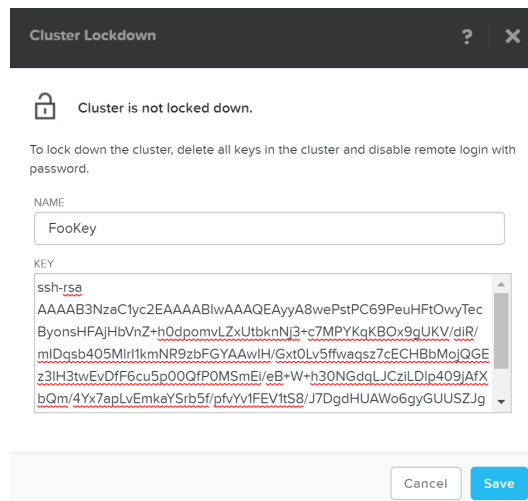 Cluster Lockdown
?
Cluster is not locked down.
To lock down the cluster, delete all keys in the cluster and disable remote login with
password.
NAME
FooKey
KEY
ssh-rsa
AAAAB3NzaC1yc2EAAAABIwAAAQEAyyA8wePstPC69PeuHFtOwyTec
ByonsHFAjHbVnZ+h0dpomvLZxUtbknNj3+c7MPYKqKBOx9gUKV/diR/
mIDqsb405MlrI1kmNR9zbFGYAAwIH/Gxt0Lv5ffwaqsz7cECHBbMojQGE
z3IH3twEvDfF6cu5p00QfP0MSmEi/eB+W+h30NGdqLJCziLDlp409jAfX
bQm/4Yx7apLvEmkaYSrb5f/pfvYv1FEV1tS8/J7DgdHUAWo6gyGUUSZJg
Cancel
Save